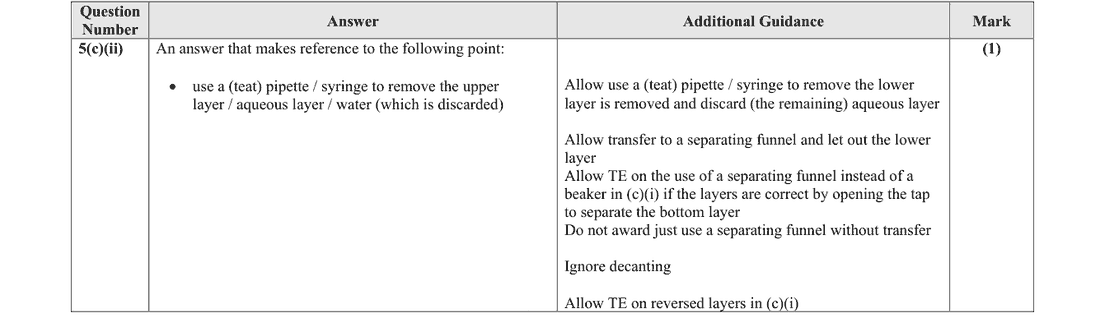 Question Number
Answer
Additional Guidance
Mark
5(c)(ii)
An answer that makes reference to the following point:
(1)
• use a (teat) pipette / syringe to remove the upper
layer / aqueous layer / water (which is discarded)
Allow use a (teat) pipette / syringe to remove the lower
layer is removed and discard (the remaining) aqueous layer
Allow transfer to a separating funnel and let out the lower
layer
Allow TE on the use of a separating funnel instead of a
beaker in (c)(i) if the layers are correct by opening the tap
to separate the bottom layer
Do not award just use a separating funnel without transfer
Ignore decanting
Allow TE on reversed layers in (c)(i)